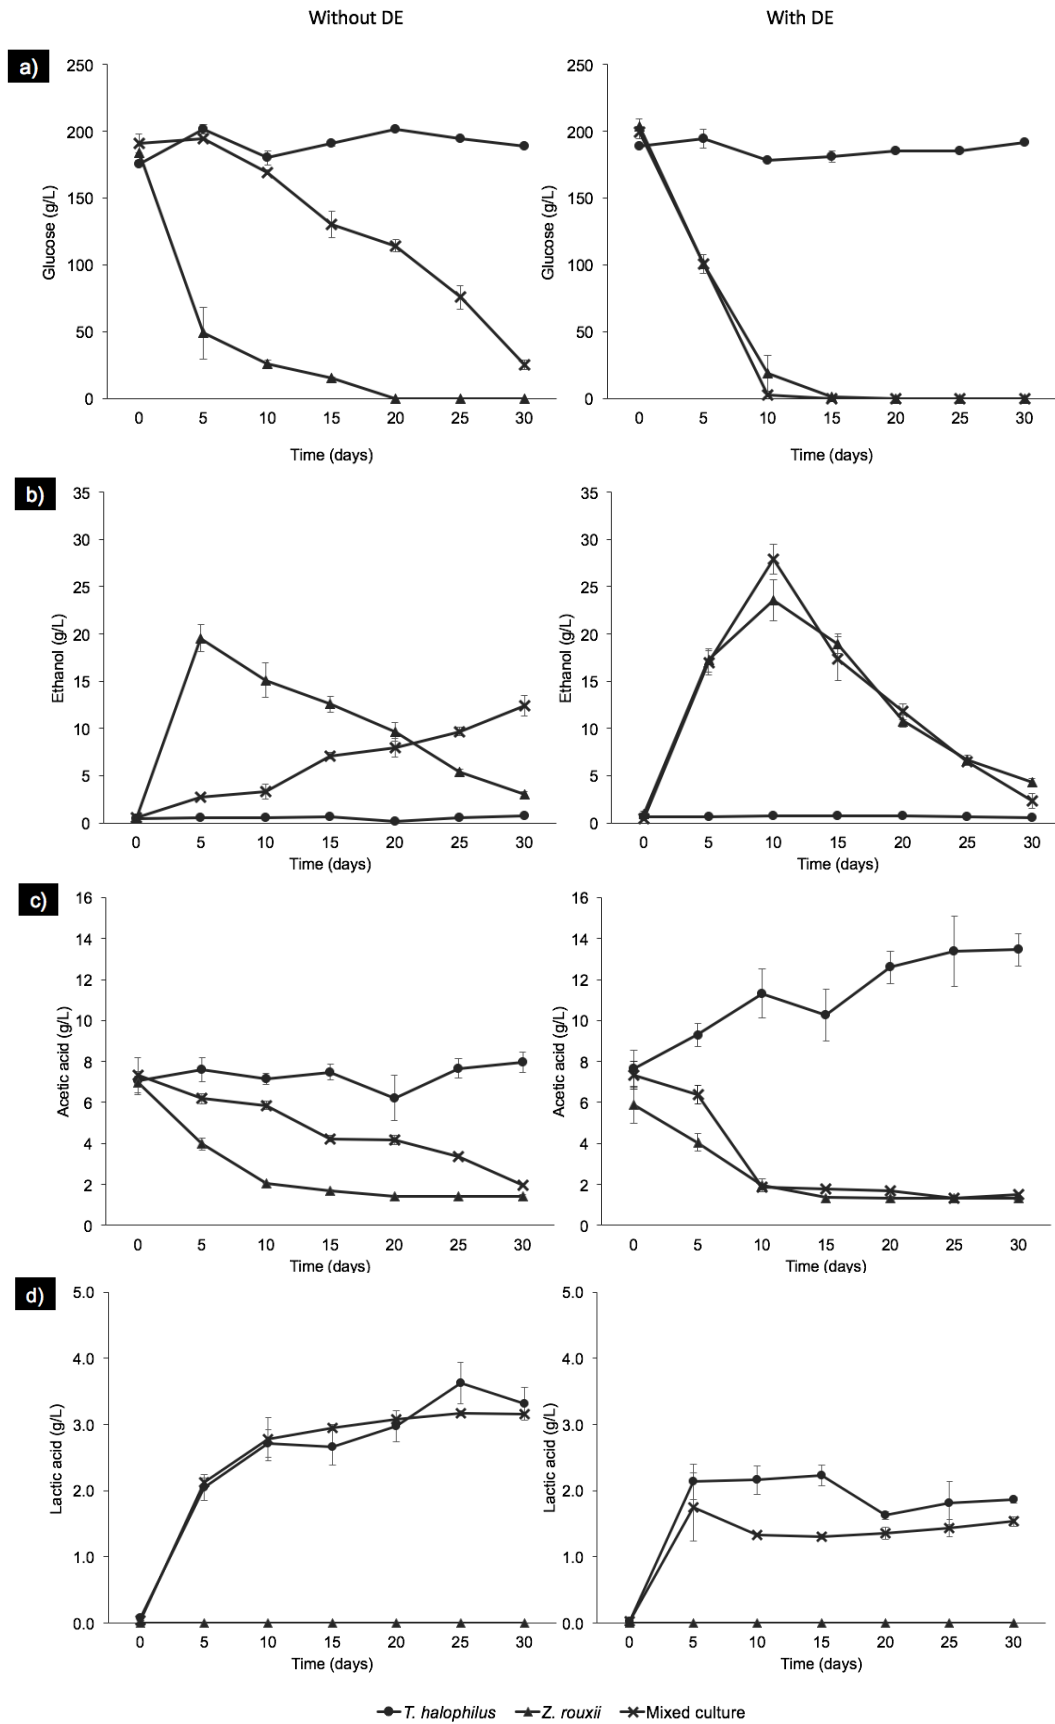 Without DE
With DE
a)
250
200
150
100
50
0
Glucose (g/L)
0 5 10 15 20 25 30
Time (days)
250
200
150
100
50
0
Glucose (g/L)
0 5 10 15 20 25 30
Time (days)
b)
35
30
25
20
15
10
5
0
Ethanol (g/L)
0 5 10 15 20 25 30
Time (days)
35
30
25
20
15
10
5
0
Ethanol (g/L)
0 5 10 15 20 25 30
Time (days)
c)
16
14
12
10
8
6
4
2
0
Acetic acid (g/L)
0 5 10 15 20 25 30
Time (days)
16
14
12
10
8
6
4
2
0
Acetic acid (g/L)
0 5 10 15 20 25 30
Time (days)
d)
5.0
4.0
3.0
2.0
1.0
0.0
Lactic acid (g/L)
0 5 10 15 20 25 30
Time (days)
5.0
4.0
3.0
2.0
1.0
0.0
Lactic acid (g/L)
0 5 10 15 20 25 30
Time (days)
T. halophilus Z. rouxii Mixed culture